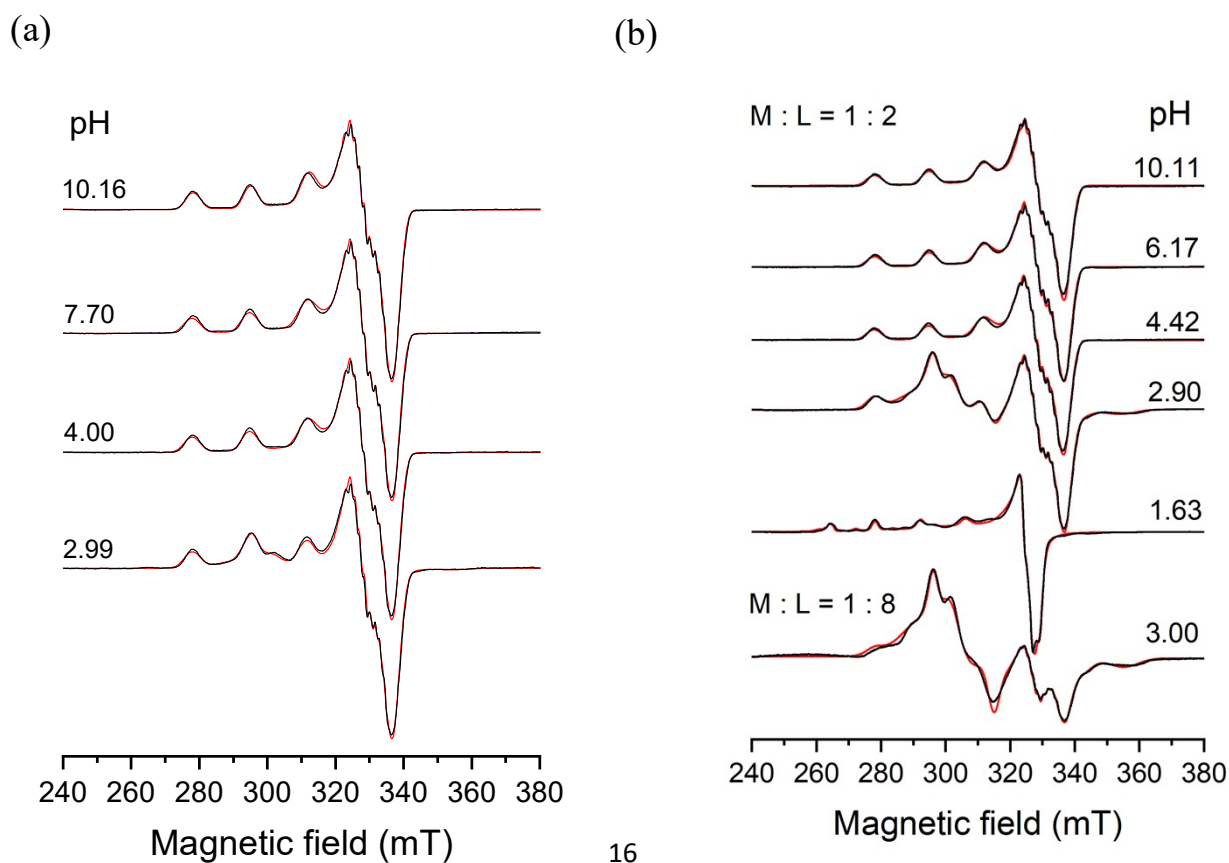 (a)
pH
10.16
7.70
4.00
2.99
240 260 280 300 320 340 360 380
Magnetic field (mT)
(b)
M : L = 1 : 2
pH
10.11
6.17
4.42
2.90
1.63
M : L = 1 : 8
3.00
240 260 280 300 320 340 360 380
Magnetic field (mT)
16